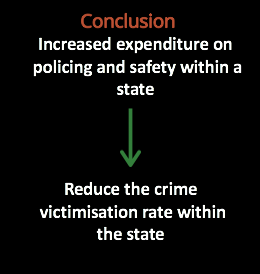 Conclusion
Increased expenditure on
policing and safety within a
state
Reduce the crime
victimisation rate within
the state